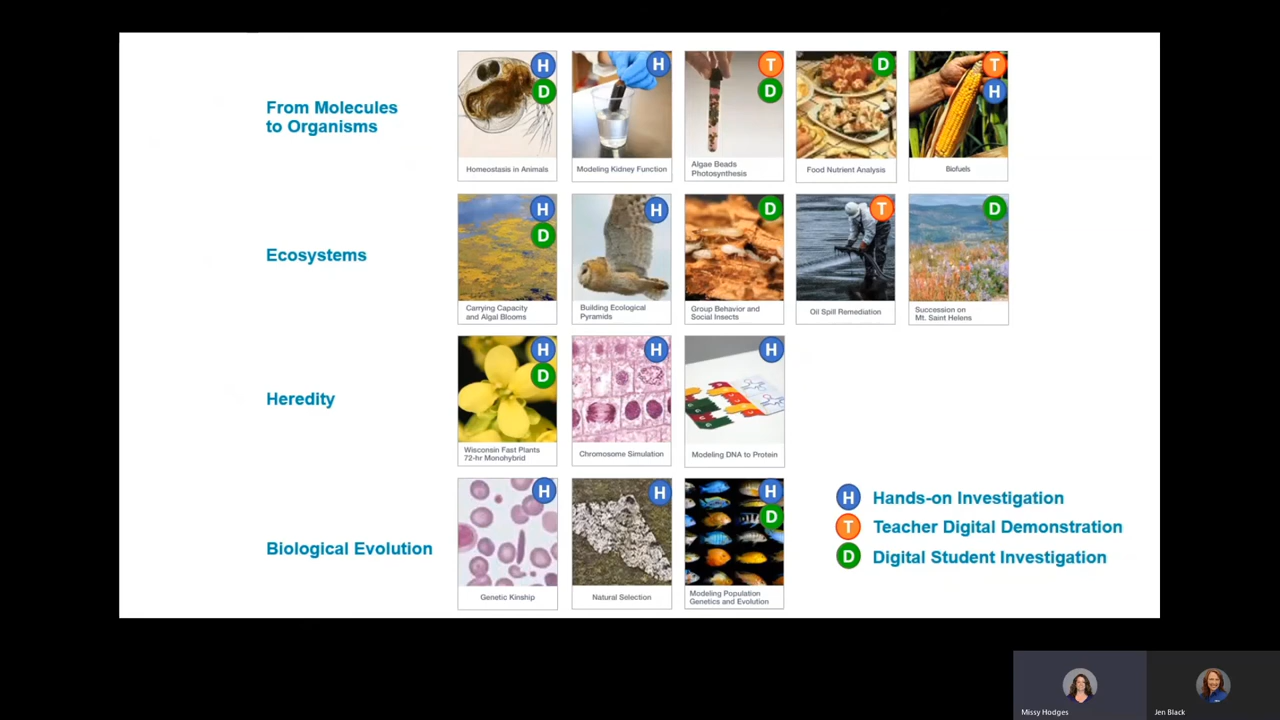 From Molecules
to Organisms
H
D
Homeostasis in Animals
H
Modeling Kidney Function
T
D
Algae Beads
Photosynthesis
D
Food Nutrient Analysis
T
H
Biofuels
Ecosystems
H
D
Carrying Capacity
and Algal Blooms
H
Building Ecological
Pyramids
D
Group Behavior and
Social Insects
T
Oil Spill Remediation
D
Succession on
Mt. Saint Helens
Heredity
H
D
Wisconsin Fast Plants
72-hr Monohybrid
H
Chromosome Simulation
H
Modeling DNA to Protein
Biological Evolution
H
Genetic Kinship
H
Natural Selection
H
D
Modeling Population
Genetics and Evolution
H Hands-on Investigation
T Teacher Digital Demonstration
D Digital Student Investigation
Missy Hodges
Jen Black